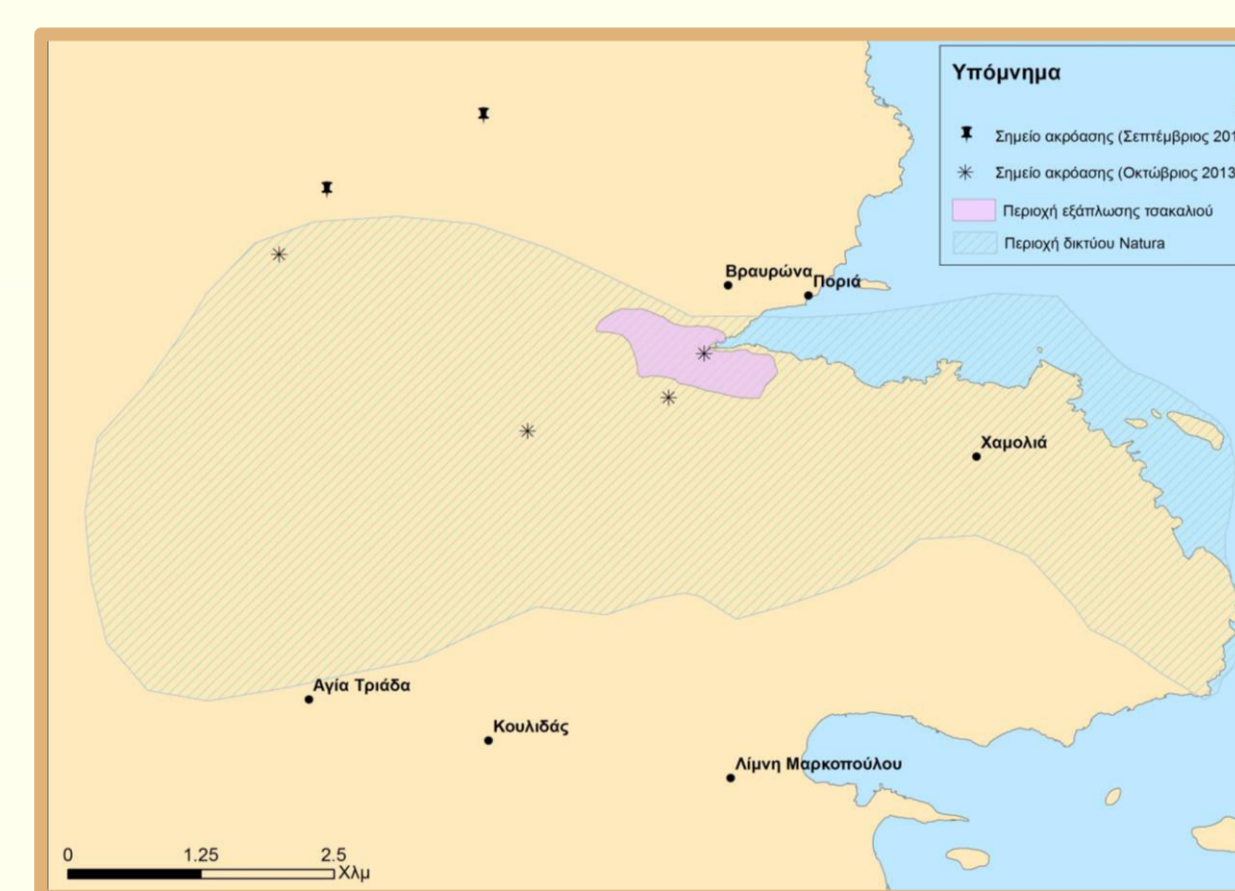 Υπόμνημα
Σημείο ακρόασης (Σεπτέμβριος 201
Σημείο ακρόασης (Οκτώβριος 2013
Περιοχή εξάπλωσης τσακαλιού
Περιοχή δικτύου Natura
Βραυρώνα
Ποριά
Χαμολιά
Αγία Τριάδα
Κουλιδάς
Λίμνη Μαρκοπούλου
0 1.25 2.5
Χλμ